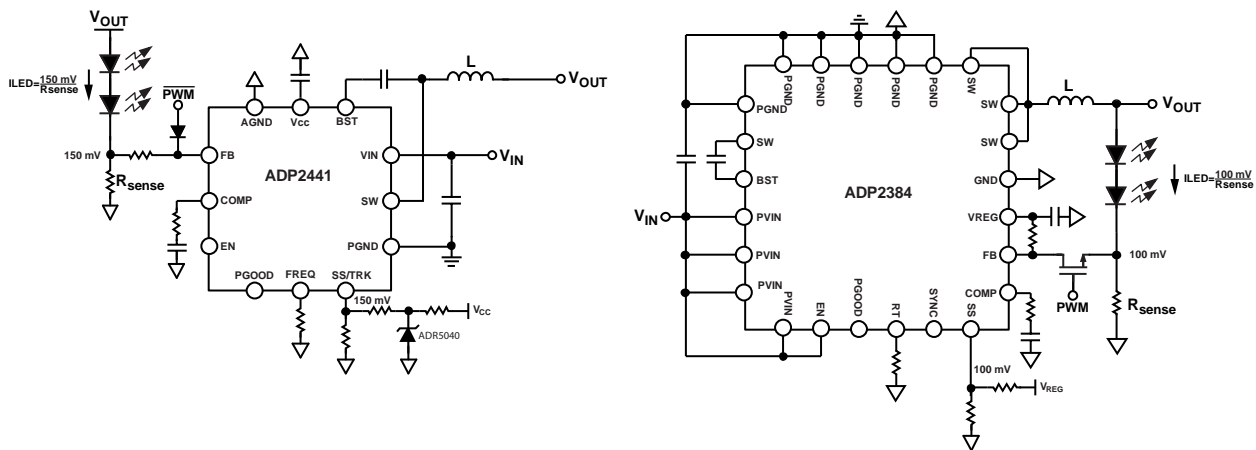 VOUT
ILED=150 mV
Rsense
150 mV
Rsense
PWM
AGND
Vcc
BST
L
VOUT
FB
VIN
VIN
ADP2441
COMP
SW
EN
PGND
PGOOD
FREQ
SS/TRK
150 mV
VCC
ADR5040
PGND
PGND
PGND
PGND
PGND
SW
PGND
SW
L
VOUT
SW
SW
BST
ADP2384
GND
ILED=100 mV
Rsense
VIN
PVIN
VREG
PVIN
FB
100 mV
PVIN
COMP
PWM
Rsense
PVIN
EN
PGOOD
RT
SYNC
SS
100 mV
VREG